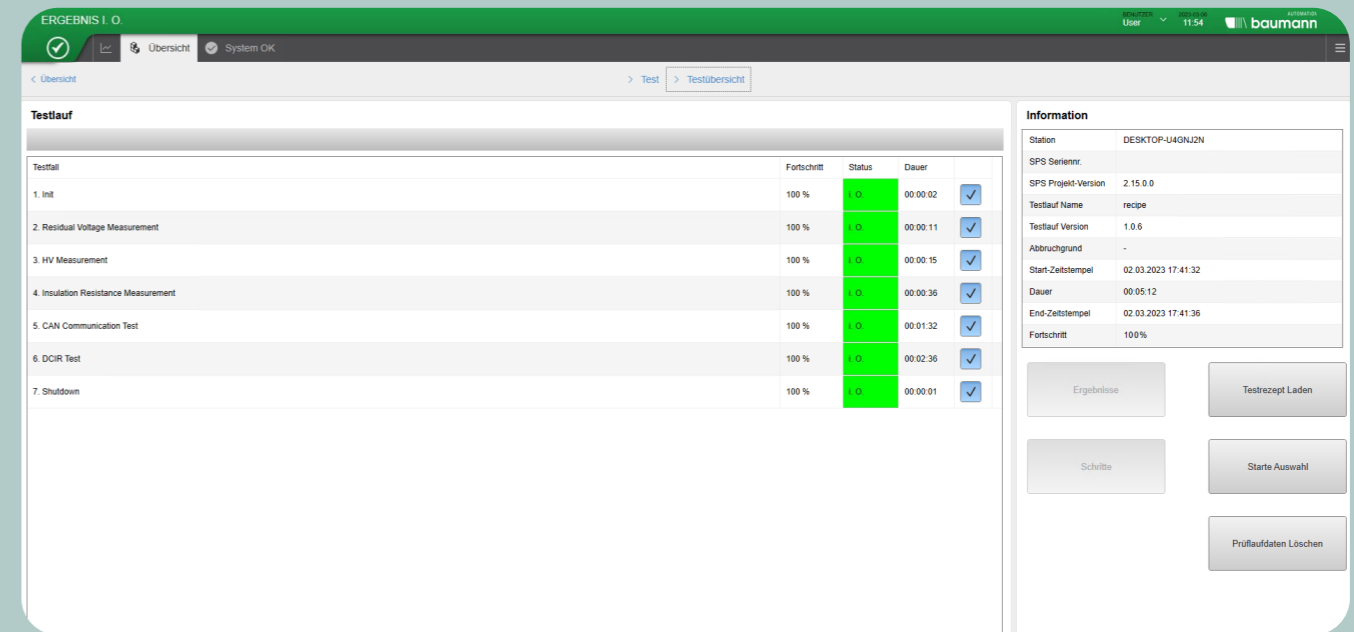 ERGEBNIS I. O.
BENUTZER
User
11:54
AUTOMATION
baumann
Übersicht
System OK
< Übersicht
> Test > Testübersicht
Testlauf
Testfall Fortschritt Status Dauer
1. Init 100 % i. O. 00:00:02
2. Residual Voltage Measurement 100 % i. O. 00:00:11
3. HV Measurement 100 % i. O. 00:00:15
4. Insulation Resistance Measurement 100 % i. O. 00:00:36
5. CAN Communication Test 100 % i. O. 00:01:32
6. DCIR Test 100 % i. O. 00:02:36
7. Shutdown 100 % i. O. 00:00:01
Information
Station DESKTOP-U4GNJ2N
SPS Seriennr.
SPS Projekt-Version 2.15.0.0
Testlauf Name recipe
Testlauf Version 1.0.6
Abbruchgrund -
Start-Zeitstempel 02.03.2023 17:41:32
Dauer 00:05:12
End-Zeitstempel 02.03.2023 17:41:36
Fortschritt 100%
Ergebnisse
Testrezept Laden
Schritte
Starte Auswahl
Prüflaufdaten Löschen